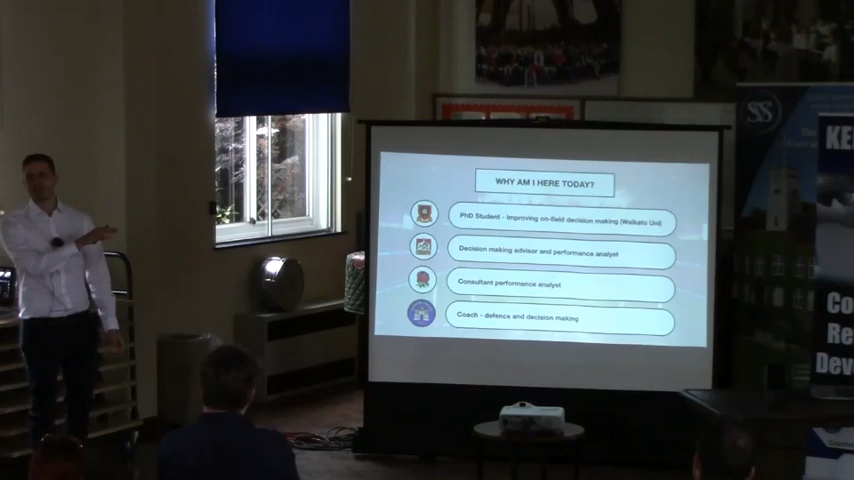 WHY AM I HERE TODAY?
PhD Student - Improving on-field decision making (Waikato Uni)
Decision making advisor and performance analyst
Consultant performance analyst
Coach - defence and decision making
SS
KE
Co
Re
Dev